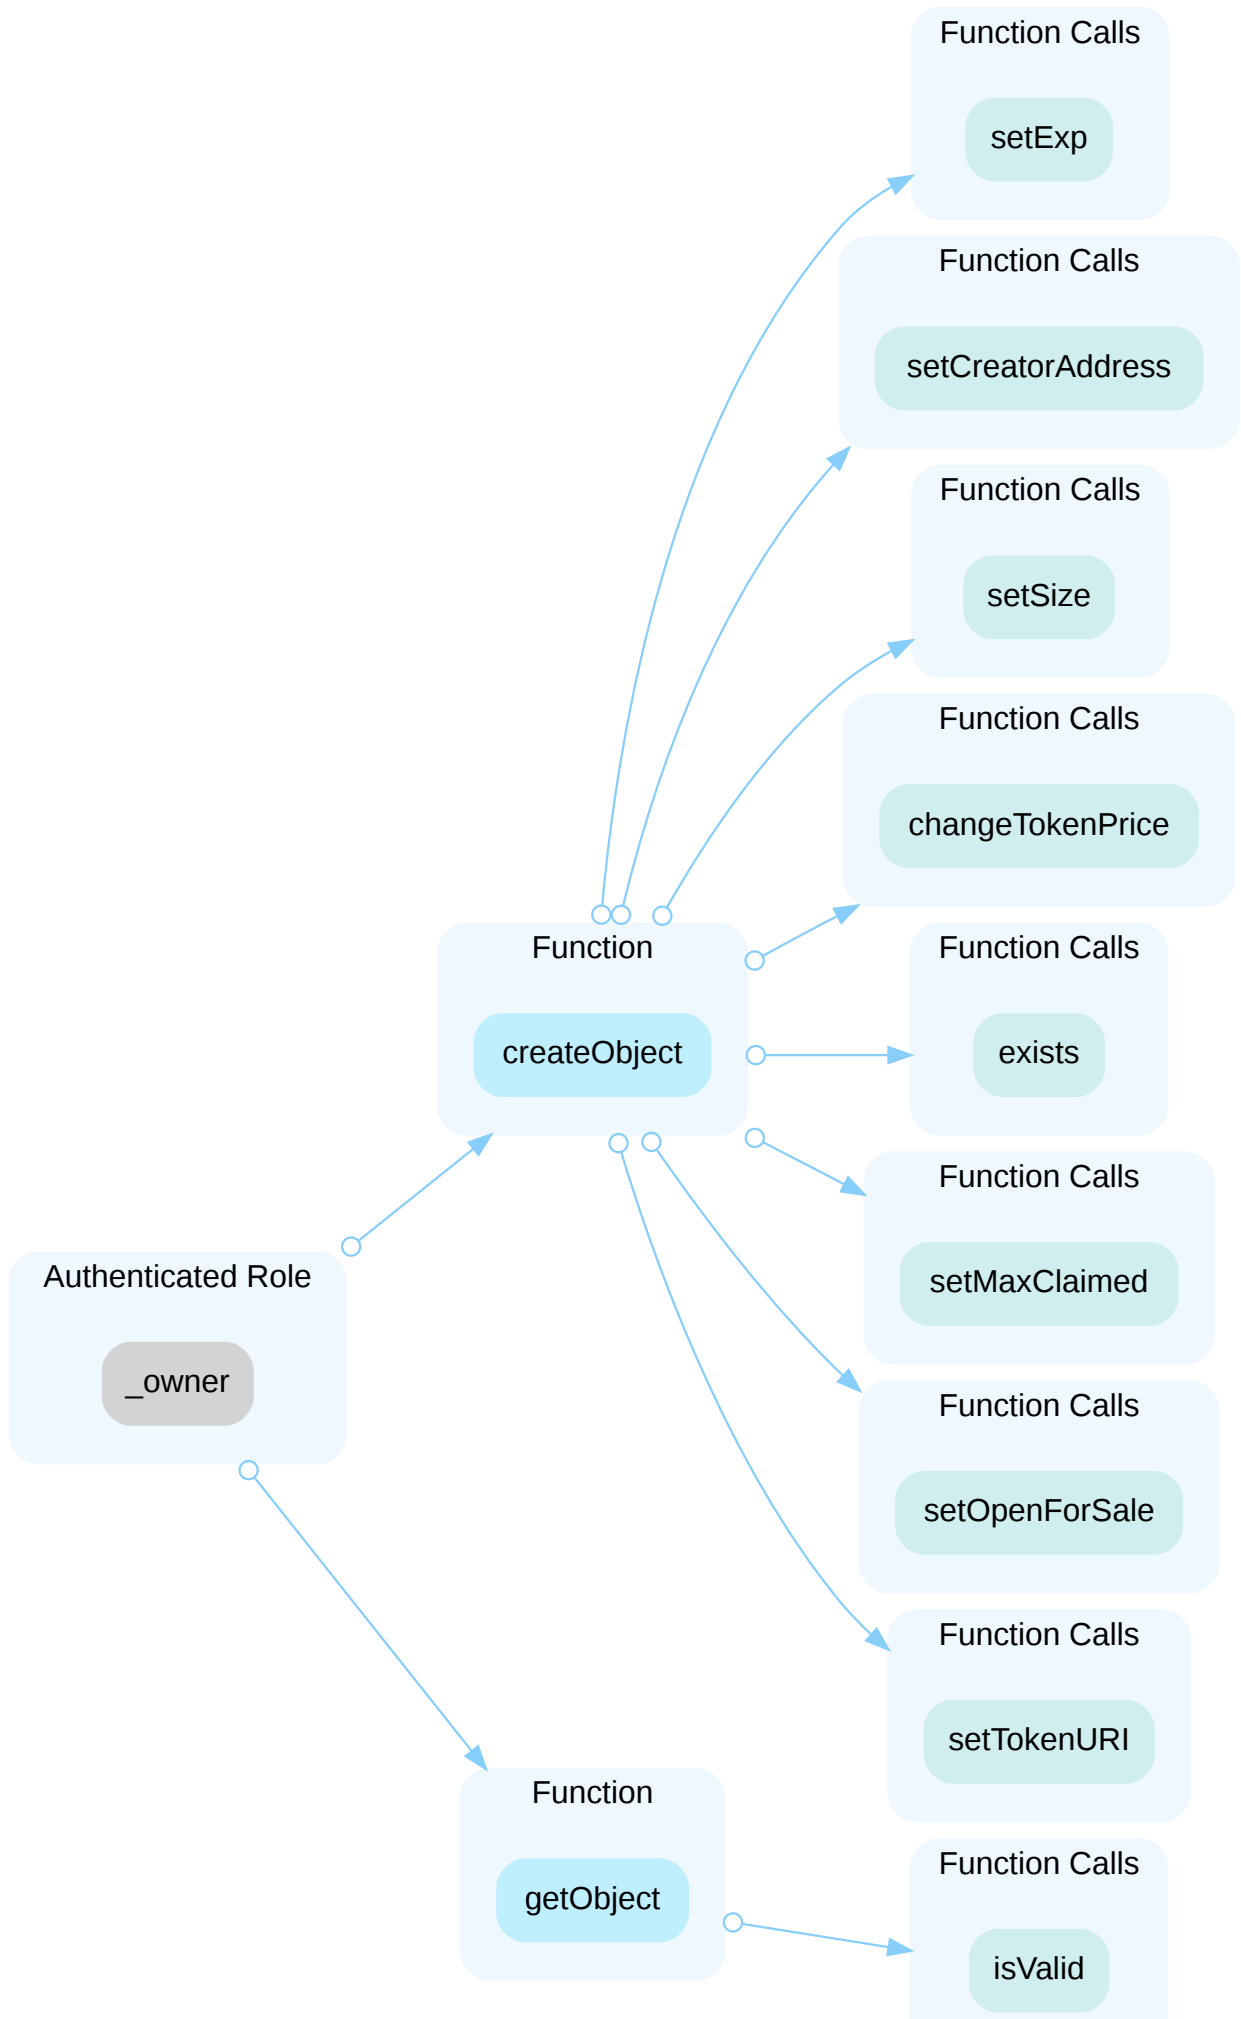 Function Calls
setExp
Function Calls
setCreatorAddress
Function Calls
setSize
Function Calls
changeTokenPrice
Function
createObject
Function Calls
exists
Function Calls
setMaxClaimed
Authenticated Role
_owner
Function Calls
setOpenForSale
Function Calls
setTokenURI
Function
getObject
Function Calls
isValid